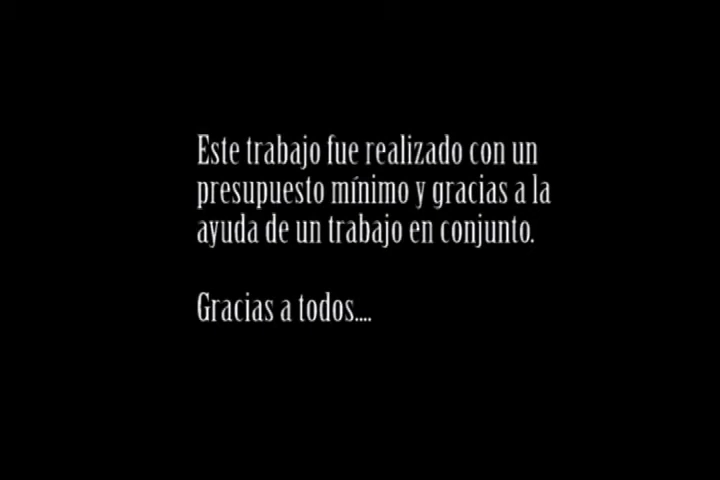 Este trabajo fue realizado con un
presupuesto mínimo y gracias a la
ayuda de un trabajo en conjunto.
Gracias a todos....